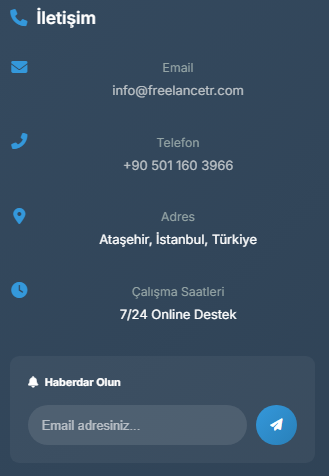 İletişim
Email
info@freelancetr.com
Telefon
+90 501 160 3966
Adres
Ataşehir, İstanbul, Türkiye
Çalışma Saatleri
7/24 Online Destek
Haberdar Olun
Email adresiniz...